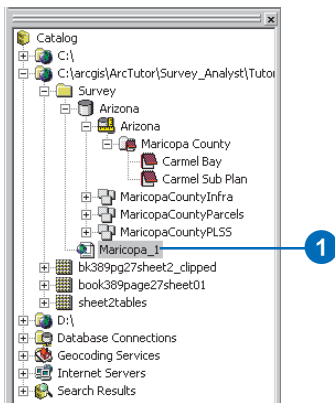 Catalog
C:\
C:\arcgis\ArcTutor\Survey_Analyst\Tutor
Survey
Arizona
Arizona
Maricopa County
Carmel Bay
Carmel Sub Plan
MaricopaCountyInfra
MaricopaCountyParcels
MaricopaCountyPLSS
Maricopa_1
1
bk389pg27sheet2_clipped
book389page27sheet01
sheet2tables
D:\
Database Connections
Geocoding Services
Internet Servers
Search Results